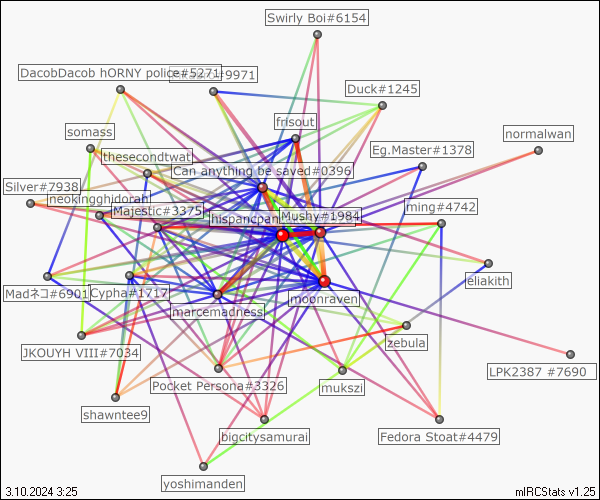 Swirly Boi#6154
DacobDacob hORNY police#5271
#9971
Duck#1245
frisout
somass
normalwan
Eg.Master#1378
thesecondtwat
Can anything be saved#0396
Silver#7938
neokingghidorah
Majestic#3375
hispancpan
Mushy#1984
ming#4742
eliakith
Madネコ#6901
Cypha#1717
moonraven
marcemadness
zebula
JKOUYH VIII#7034
LPK2387 #7690
Pocket Persona#3326
mukszi
shawntee9
bigcitysamurai
Fedora Stoat#4479
yoshimanden
3.10.2024 3:25
mIRCStats v1.25